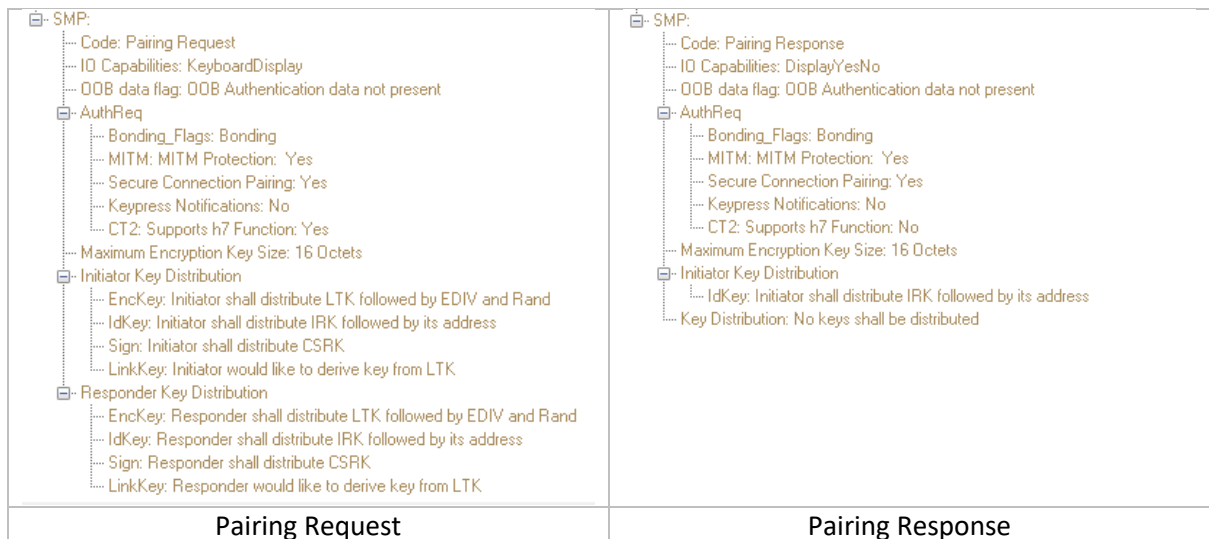 SMP:
Code: Pairing Request
IO Capabilities: KeyboardDisplay
OOB data flag: OOB Authentication data not present
AuthReq
Bonding_Flags: Bonding
MITM: MITM Protection:  Yes
Secure Connection Pairing: Yes
Keypress Notifications: No
CT2: Supports h7 Function: Yes
Maximum Encryption Key Size: 16 Octets
Initiator Key Distribution
EncKey: Initiator shall distribute LTK followed by EDIV and Rand
IdKey: Initiator shall distribute IRK followed by its address
Sign: Initiator shall distribute CSRK
LinkKey: Initiator would like to derive key from LTK
Responder Key Distribution
EncKey: Responder shall distribute LTK followed by EDIV and Rand
IdKey: Responder shall distribute IRK followed by its address
Sign: Responder shall distribute CSRK
LinkKey: Responder would like to derive key from LTK
Pairing Request
SMP:
Code: Pairing Response
IO Capabilities: DisplayYesNo
OOB data flag: OOB Authentication data not present
AuthReq
Bonding_Flags: Bonding
MITM: MITM Protection:  Yes
Secure Connection Pairing: Yes
Keypress Notifications: No
CT2: Supports h7 Function: No
Maximum Encryption Key Size: 16 Octets
Initiator Key Distribution
IdKey: Initiator shall distribute IRK followed by its address
Key Distribution: No keys shall be distributed
Pairing Response